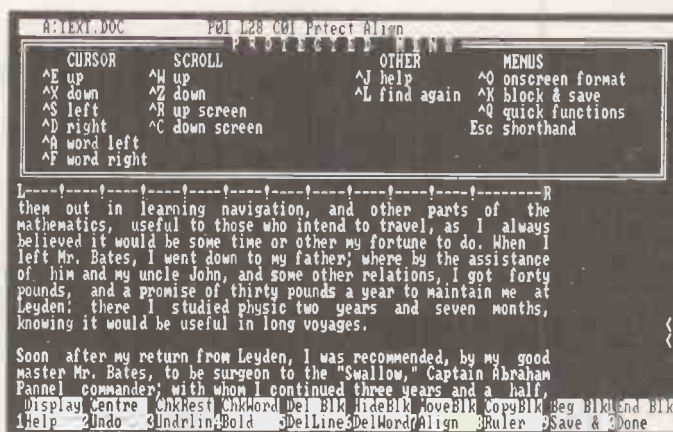 A:TEXT.DOC P01 L28 C01 Prtect Align
PROTECTED MENU
CURSOR SCROLL OTHER MENUS
^E up ^W up ^J help ^O onscreen format
^X down ^Z down ^L find again ^K block & save
^S left ^R up screen ^Q quick functions
^D right ^C down screen Esc shorthand
^A word left
^F word right
L----!----!----!----!----!----!----!----!----!----!--------R
them out in learning navigation, and other parts of the
mathematics, useful to those who intend to travel, as I always
believed it would be some time or other my fortune to do. When I
left Mr. Bates, I went down to my father; where by the assistance
of him and my uncle John, and some other relations, I got forty
pounds, and a promise of thirty pounds a year to maintain me at
Leyden: there I studied physic two years and seven months,
knowing it would be useful in long voyages.
Soon after my return from Leyden, I was recommended, by my good
master Mr. Bates, to be surgeon to the "Swallow," Captain Abraham
Pannel commander; with whom I continued three years and a half,
Display Centre ChkRest ChkWord Del Blk HideBlk MoveBlk CopyBlk Beg Blk End Blk
1Help 2Undo 3Undrlin 4Bold 5DelLine 6DelWord 7Align 8Ruler 9Save & 0Done